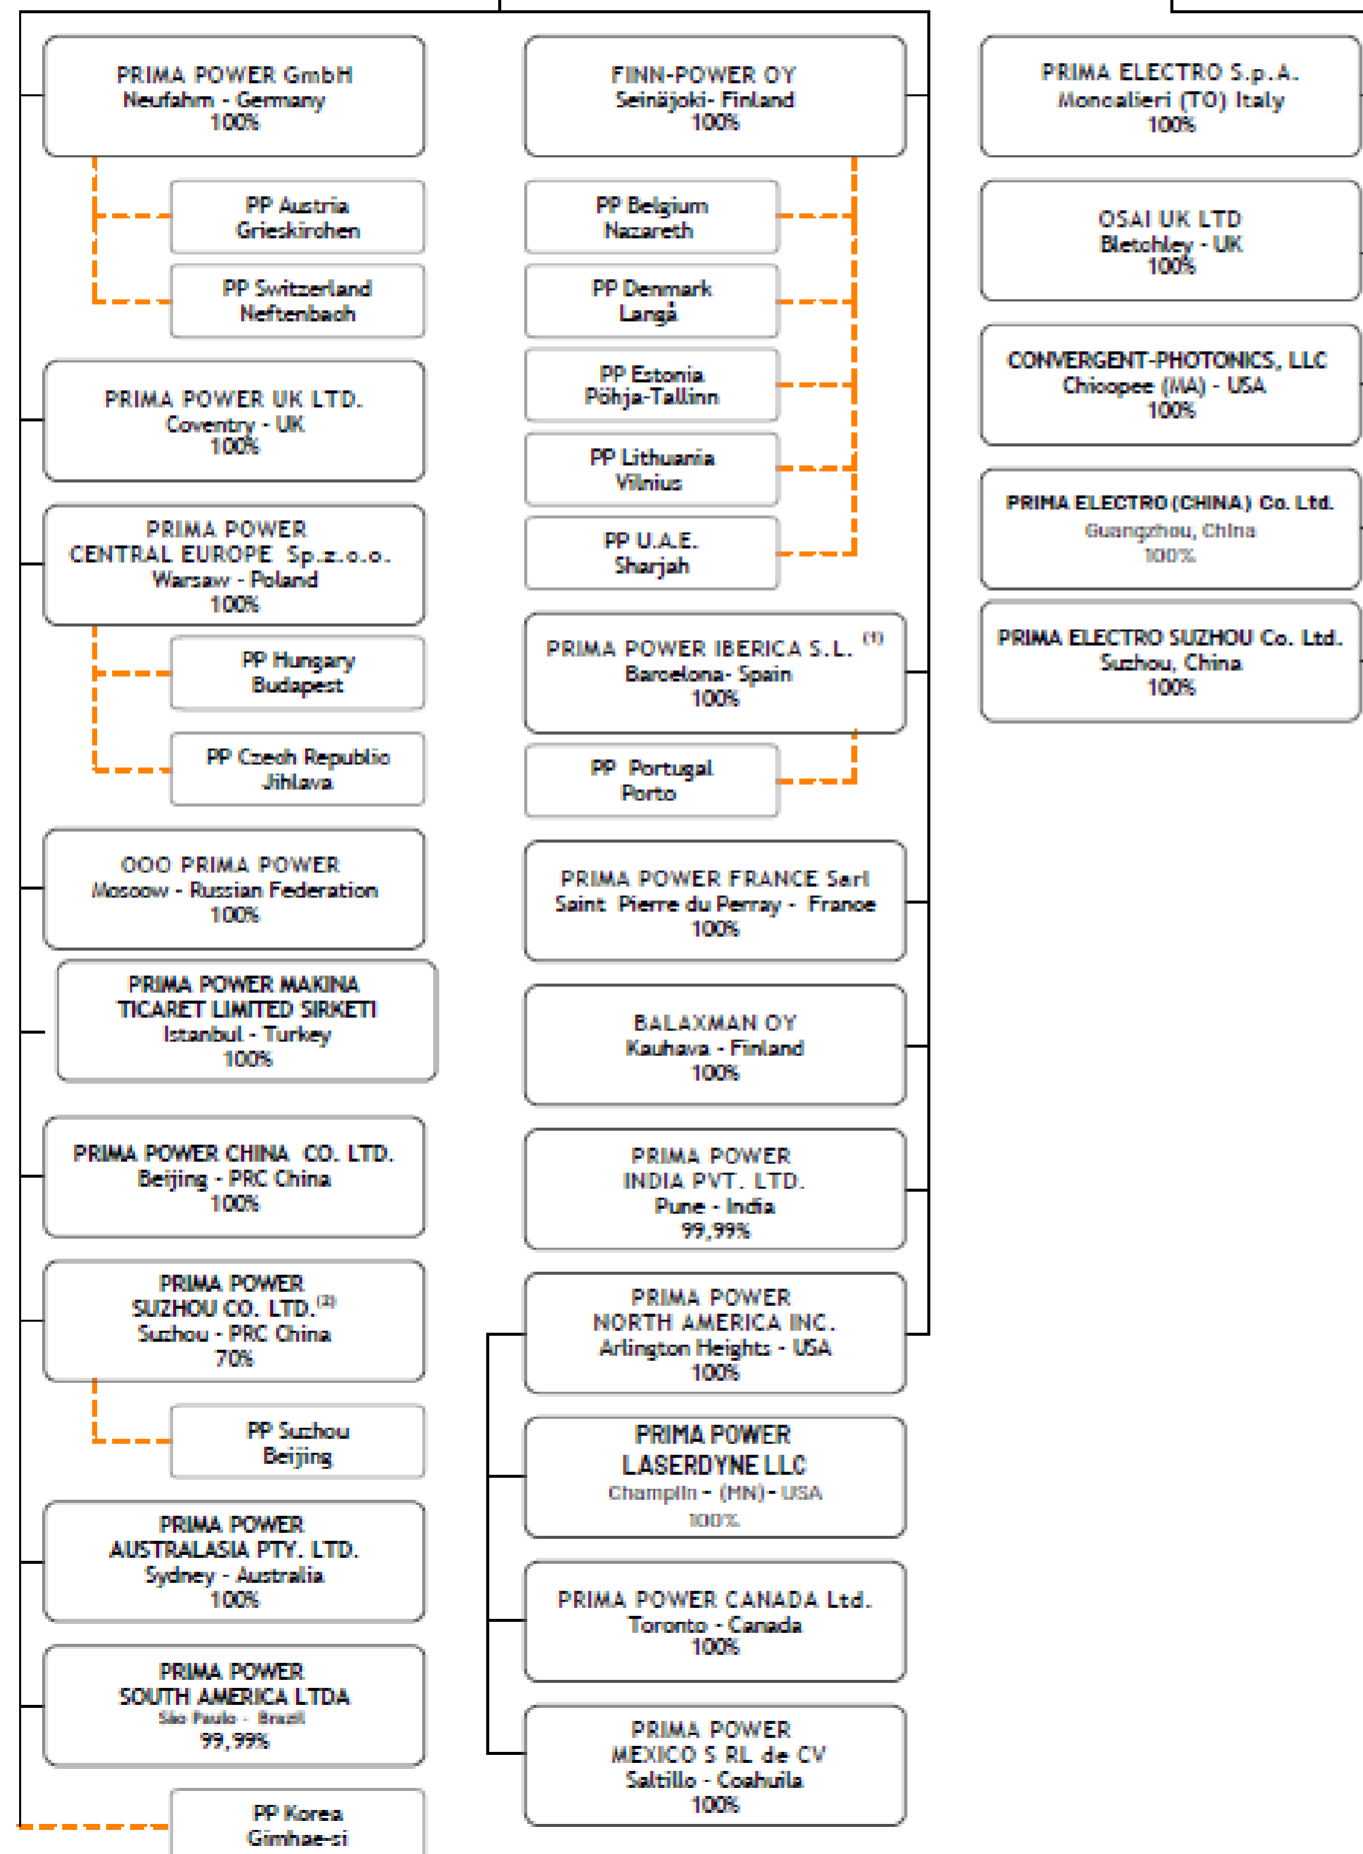 PRIMA POWER GmbH
Neufahrn - Germany
100%
PP Austria
Grieskirchen
PP Switzerland
Neftenbach
PRIMA POWER UK LTD.
Coventry - UK
100%
PRIMA POWER
CENTRAL EUROPE Sp.z.o.o.
Warsaw - Poland
100%
PP Hungary
Budapest
PP Czech Republic
Jihlava
OOO PRIMA POWER
Moscow - Russian Federation
100%
PRIMA POWER MAKINA
TICARET LIMITED SIRKETI
Istanbul - Turkey
100%
PRIMA POWER CHINA CO. LTD.
Beijing - PRC China
100%
PRIMA POWER
SUZHOU CO. LTD.(2)
Suzhou - PRC China
70%
PP Suzhou
Beijing
PRIMA POWER
AUSTRALASIA PTY. LTD.
Sydney - Australia
100%
PRIMA POWER
SOUTH AMERICA LTDA
São Paulo - Brazil
99,99%
PP Korea
Gimhae-si
FINN-POWER OY
Seinäjoki- Finland
100%
PP Belgium
Nazareth
PP Denmark
Langå
PP Estonia
Pöhja-Tallinn
PP Lithuania
Vilnius
PP U.A.E.
Sharjah
PRIMA POWER IBERICA S.L. (1)
Barcelona- Spain
100%
PP Portugal
Porto
PRIMA POWER FRANCE Sarl
Saint Pierre du Perray - France
100%
BALAXMAN OY
Kauhava - Finland
100%
PRIMA POWER
INDIA PVT. LTD.
Pune - India
99,99%
PRIMA POWER
NORTH AMERICA INC.
Arlington Heights - USA
100%
PRIMA POWER
LASERDYNE LLC
Champlin - (MN)- USA
100%
PRIMA POWER CANADA Ltd.
Toronto - Canada
100%
PRIMA POWER
MEXICO S RL de CV
Saltillo - Coahuila
100%
PRIMA ELECTRO S.p.A.
Moncalieri (TO) Italy
100%
OSAI UK LTD
Bletchley - UK
100%
CONVERGENT-PHOTONICS, LLC
Chicopee (MA) - USA
100%
PRIMA ELECTRO (CHINA) Co. Ltd.
Guangzhou, China
100%
PRIMA ELECTRO SUZHOU Co. Ltd.
Suzhou, China
100%